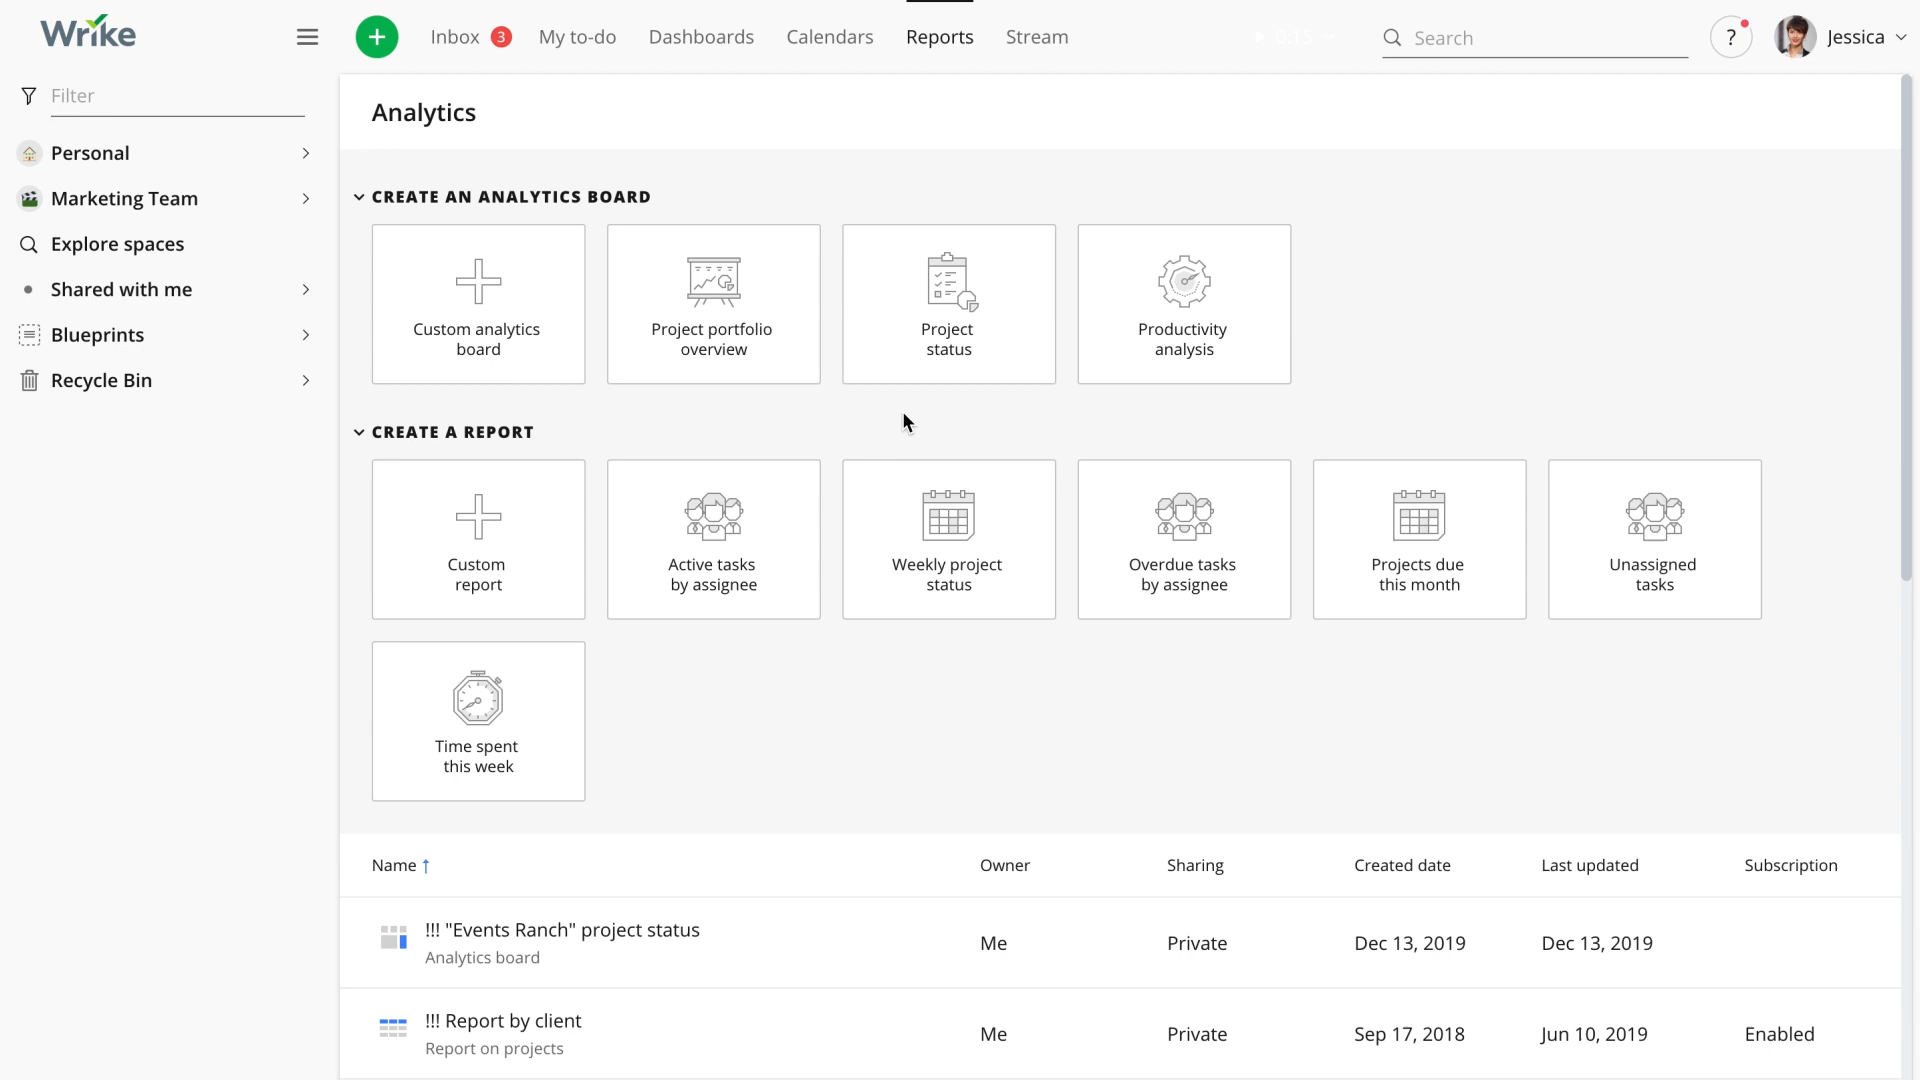 Wrike
+
Inbox 3
My to-do
Dashboards
Calendars
Reports
Stream
Search
?
Jessica
Filter
Personal
Marketing Team
Explore spaces
Shared with me
Blueprints
Recycle Bin
Analytics
CREATE AN ANALYTICS BOARD
Custom analytics
board
Project portfolio
overview
Project
status
Productivity
analysis
CREATE A REPORT
Custom
report
Active tasks
by assignee
Weekly project
status
Overdue tasks
by assignee
Projects due
this month
Unassigned
tasks
Time spent
this week
Name ↑ Owner Sharing Created date Last updated Subscription
!!! "Events Ranch" project status
Analytics board
Me Private Dec 13, 2019 Dec 13, 2019
!!! Report by client
Report on projects
Me Private Sep 17, 2018 Jun 10, 2019 Enabled